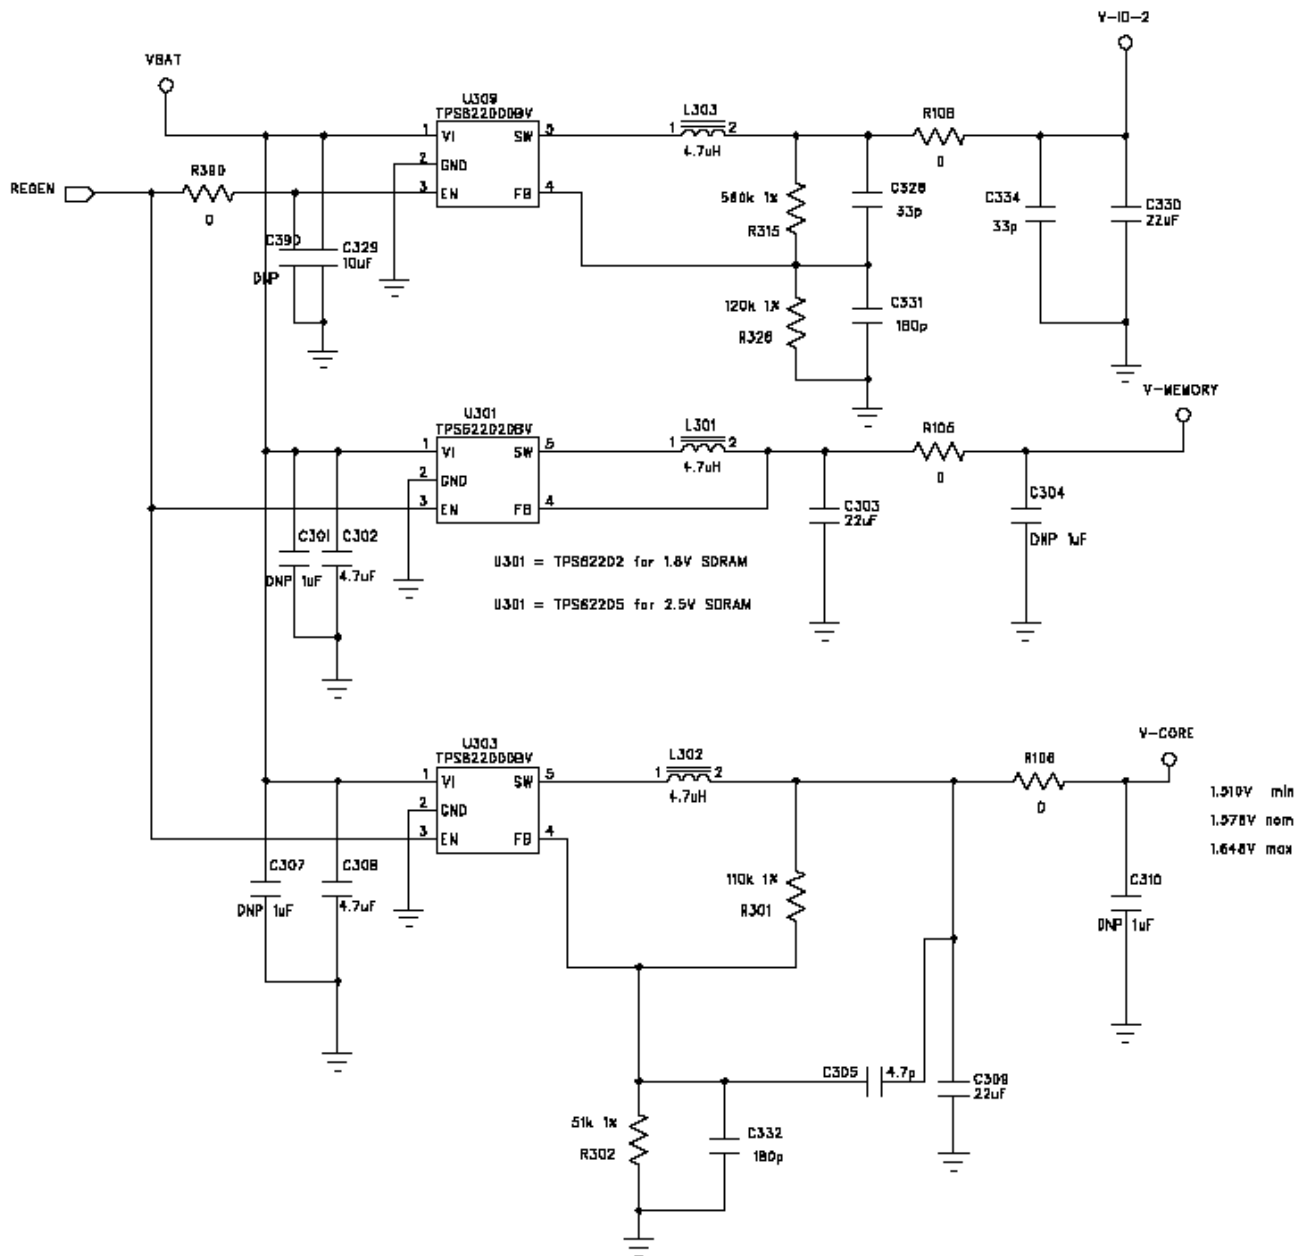 V-IO-2
VBAT
U309
TPS62200DBV
1 VI SW 5
2 GND
3 EN FB 4
L303
1 2
4.7uH
R108
0
REGEN
R390
0
C390
DNP
C329
10uF
560k 1%
R315
C328
33p
C334
33p
C330
22uF
120k 1%
R326
C331
180p
V-MEMORY
U301
TPS62202DBV
1 VI SW 5
2 GND
3 EN FB 4
L301
1 2
4.7uH
R105
0
C301
DNP 1uF
C302
4.7uF
C303
22uF
C304
DNP 1uF
U301 = TPS62202 for 1.8V SDRAM
U301 = TPS62205 for 2.5V SDRAM
V-CORE
U303
TPS62200DBV
1 VI SW 5
2 GND
3 EN FB 4
L302
1 2
4.7uH
R106
0
1.510V min
1.578V nom
1.648V max
C307
DNP 1uF
C308
4.7uF
110k 1%
R301
C310
DNP 1uF
C305 4.7p
C309
22uF
51k 1%
R302
C332
180p